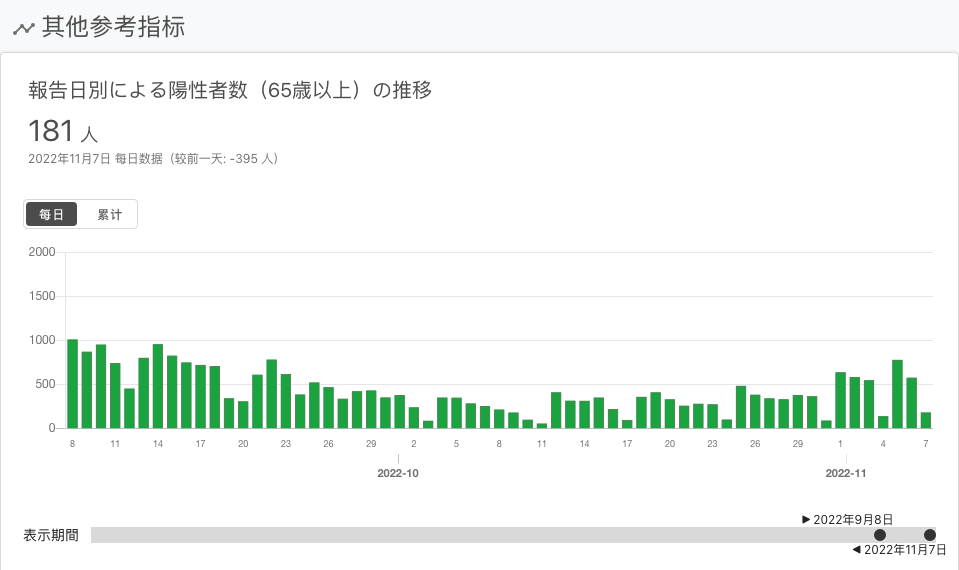 其他参考指标
報告日別による陽性者数（65歳以上）の推移
181 人
2022年11月7日 每日数据（较前一天: -395 人）
每日 累计
2000
1500
1000
500
0
8 11 14 17 20 23 26 29 2 5 8 11 14 17 20 23 26 29 1 4 7
2022-10 2022-11
▶ 2022年9月8日
表示期間
◀ 2022年11月7日